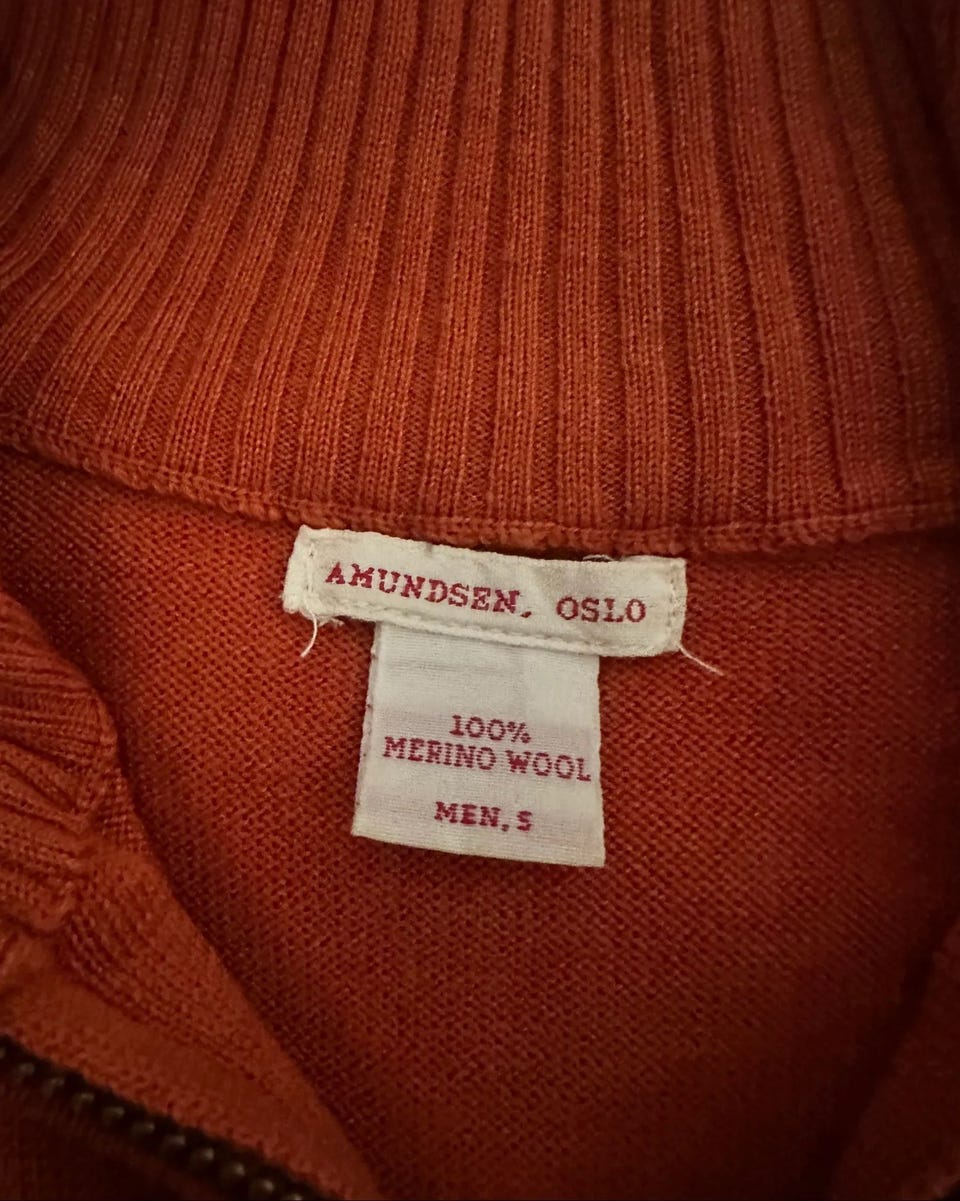 AMUNDSEN, OSLO
100%
MERINO WOOL
MEN, S